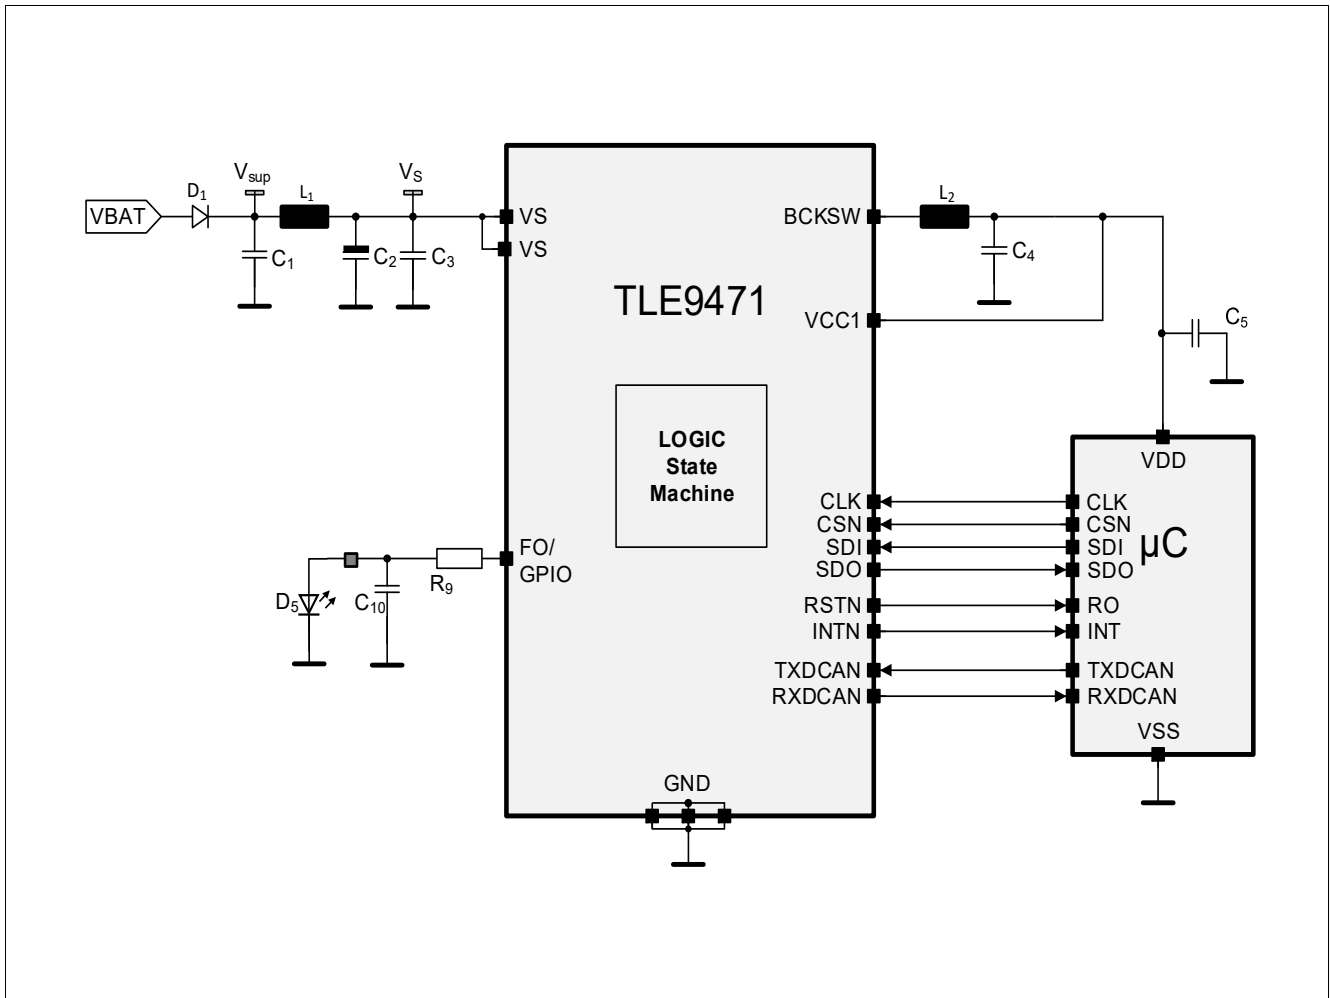 Vsup
VS
D1
L1
L2
VBAT
VS
BCKSW
VS
C1
C2
C3
C4
TLE9471
VCC1
C5
LOGIC
State
Machine
VDD
CLK
CLK
CSN
CSN
µC
SDI
SDI
SDO
SDO
FO/
GPIO
R9
D5
C10
RSTN
RO
INTN
INT
TXDCAN
TXDCAN
RXDCAN
RXDCAN
VSS
GND